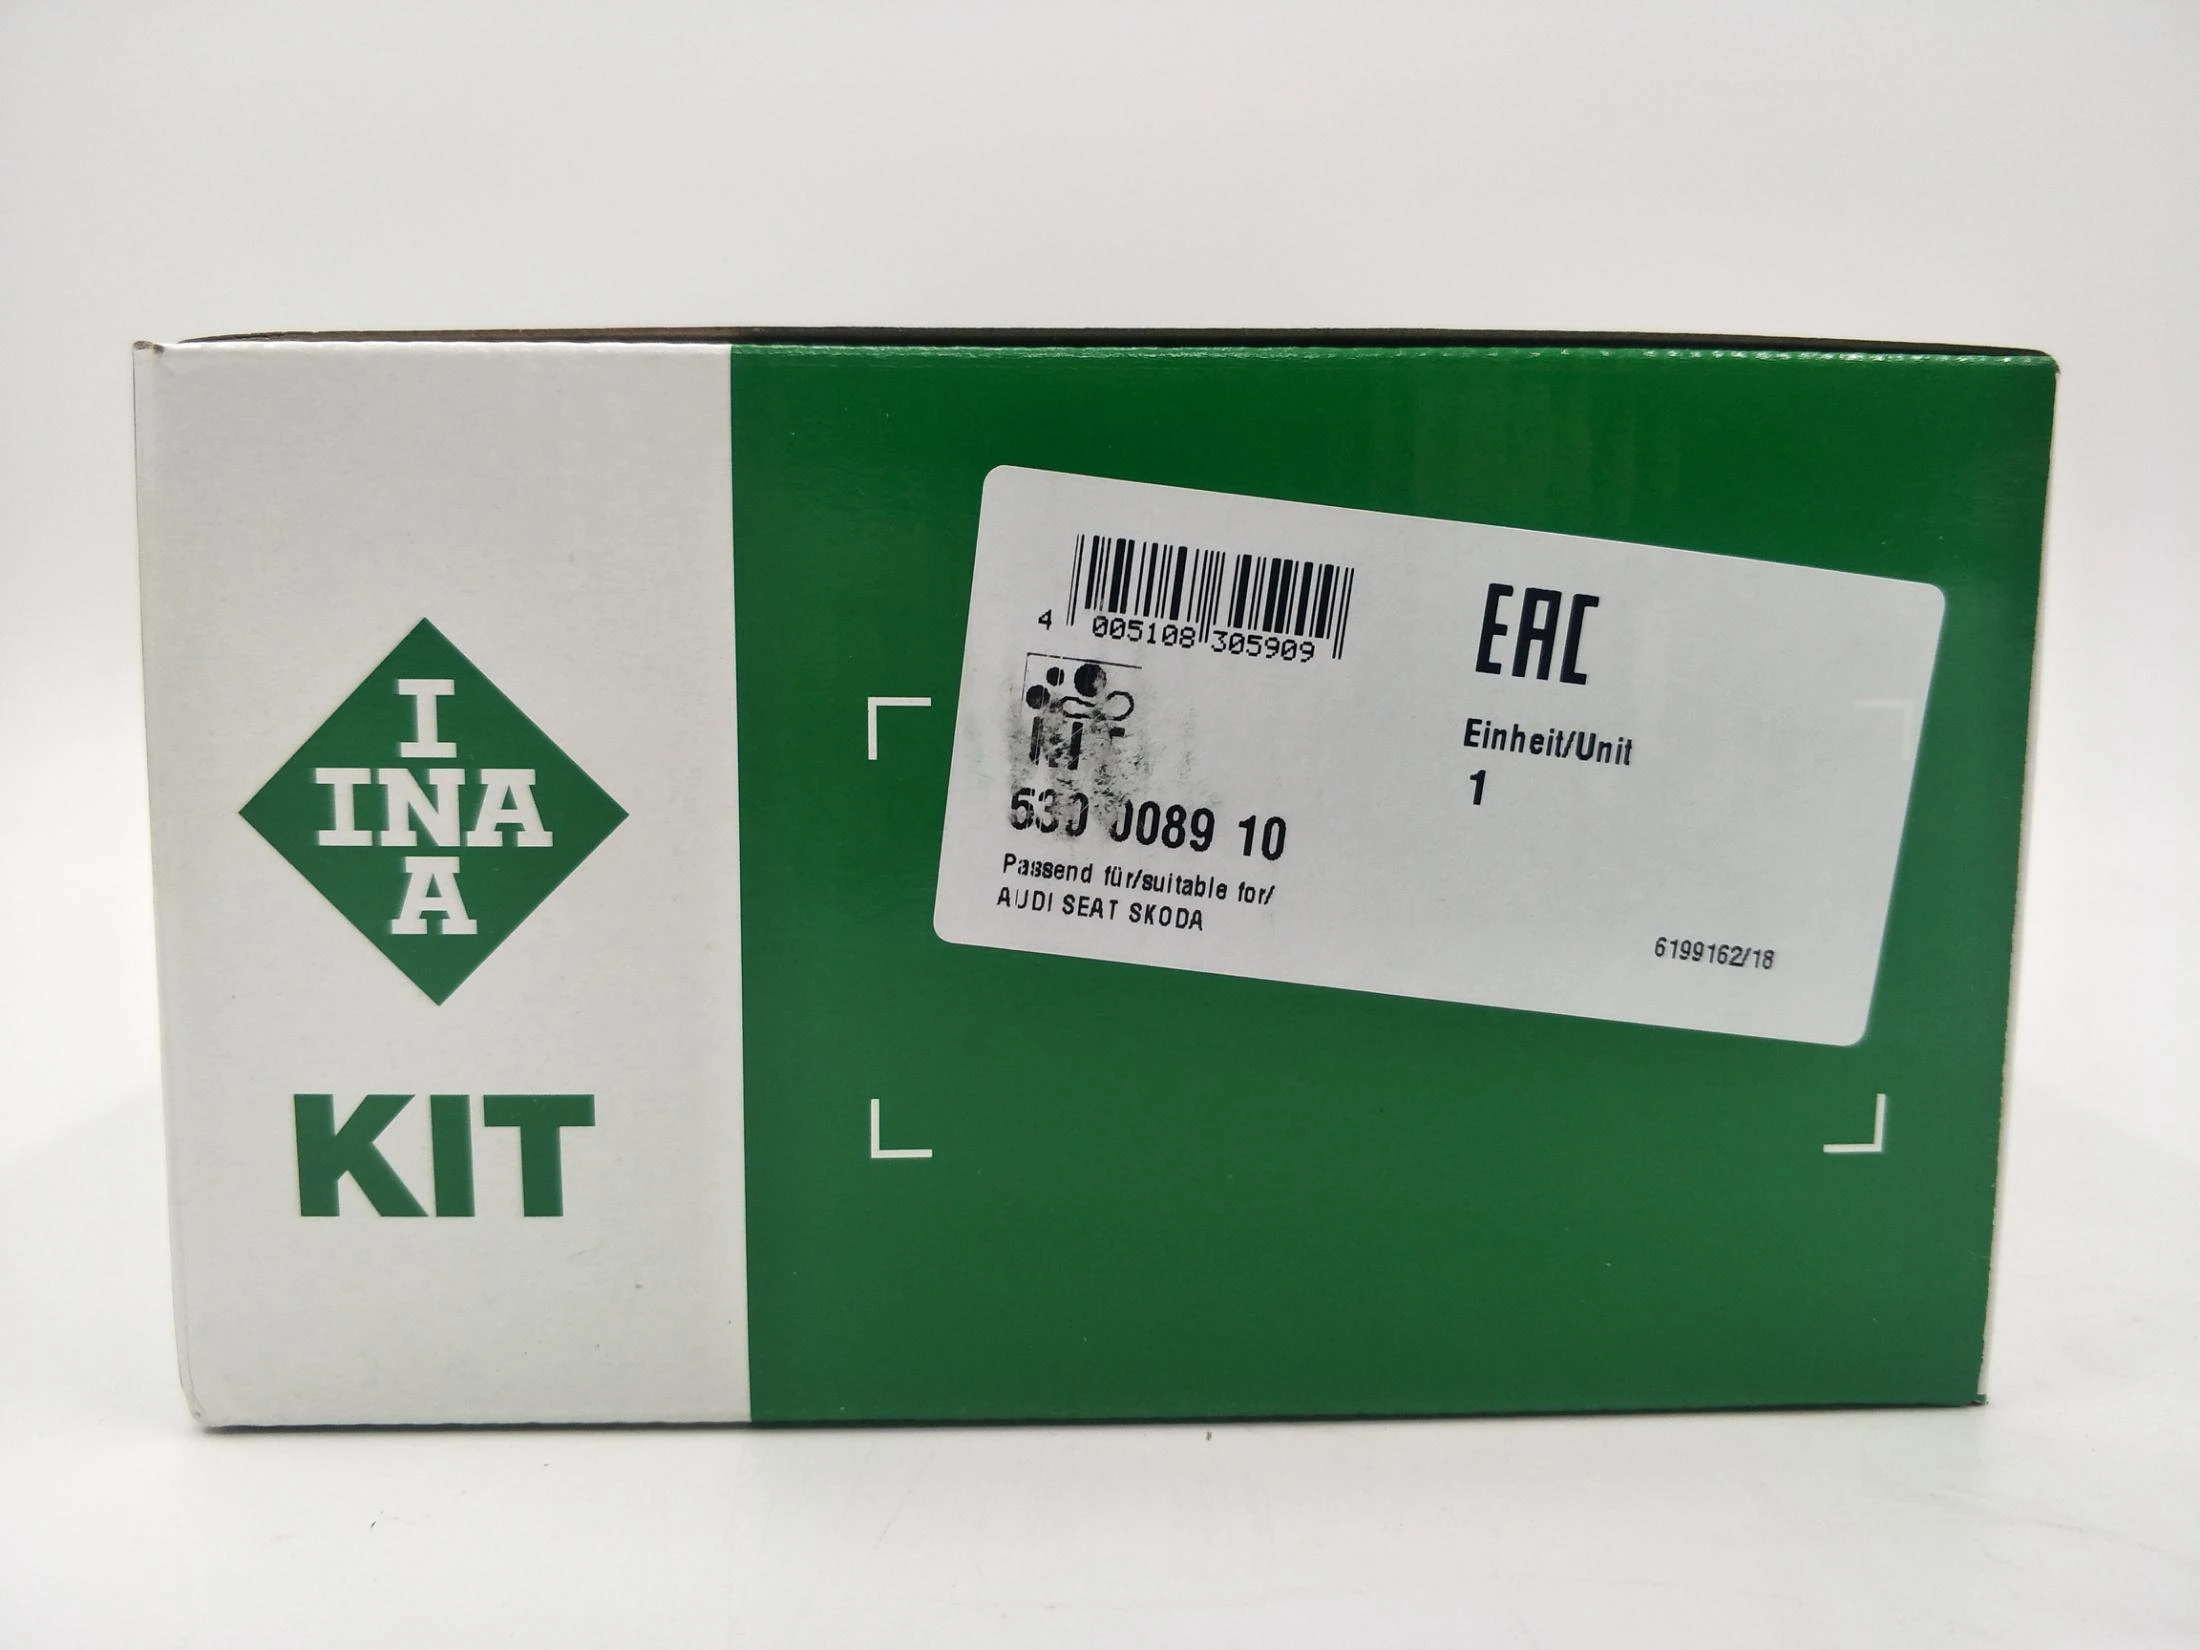 I
INA
A
KIT
4 005108 305909
EAC
Einheit/Unit
1
530 0089 10
Passend für/suitable for/
AUDI SEAT SKODA
6199162/18